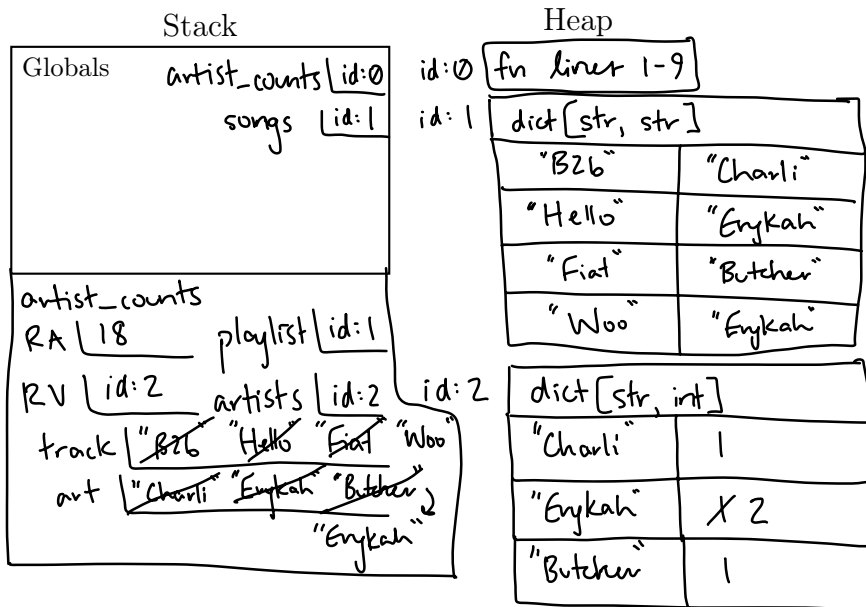 Stack Heap
Globals
artist_counts id:0
songs id:1
id:0 fn lines 1-9
id:1 dict[str, str]
"B2b" "Charli"
"Hello" "Erykah"
"Fiat" "Butcher"
"Woo" "Erykah"
artist_counts
RA 18 playlist id:1
RV id:2 artists id:2
track "B2b" "Hello" "Fiat" "Woo"
art "Charli" "Erykah" "Butcher"
"Erykah"
id:2 dict[str, int]
"Charli" 1
"Erykah" 1 2
"Butcher" 1